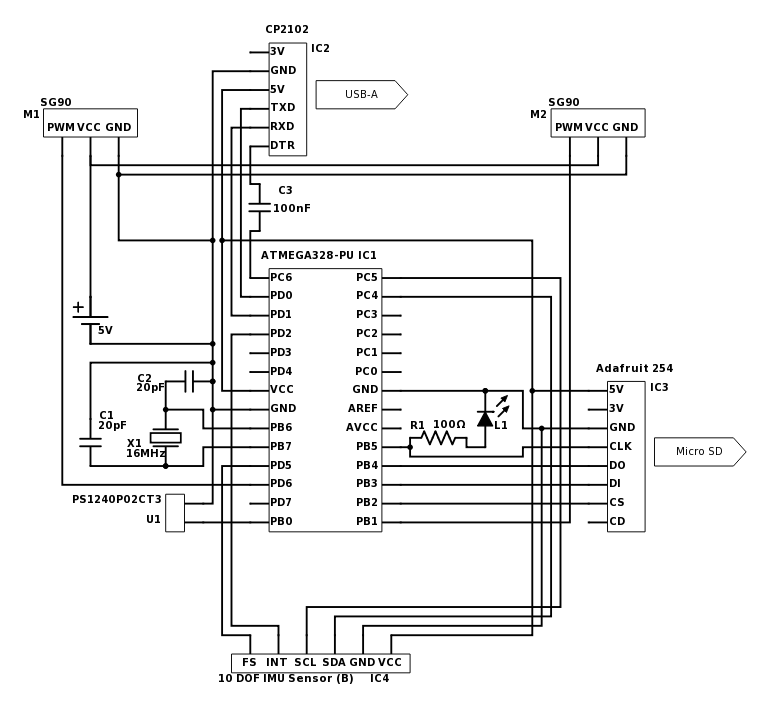 CP2102
IC2
3V
GND
5V
TXD
RXD
DTR
USB-A
SG90
M1
PWM VCC GND
SG90
M2
PWM VCC GND
C3
100nF
ATMEGA328-PU IC1
PC6
PD0
PD1
PD2
PD3
PD4
VCC
GND
PB6
PB7
PD5
PD6
PD7
PB0
PC5
PC4
PC3
PC2
PC1
PC0
GND
AREF
AVCC
PB5
PB4
PB3
PB2
PB1
+
5V
C2
20pF
C1
20pF
X1
16MHz
PS1240P02CT3
U1
R1 100Ω
L1
Adafruit 254
IC3
5V
3V
GND
CLK
DO
DI
CS
CD
Micro SD
FS INT SCL SDA GND VCC
10 DOF IMU Sensor (B) IC4